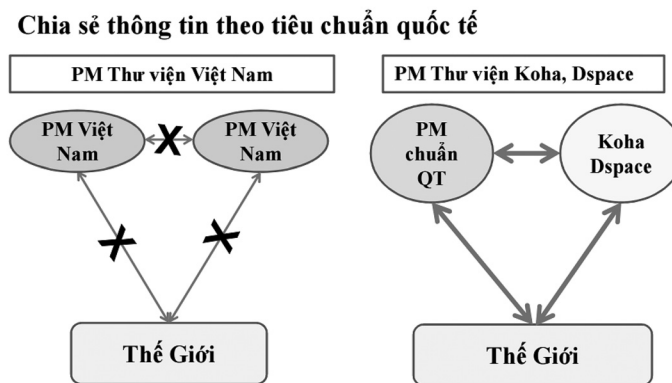 Chia sẻ thông tin theo tiêu chuẩn quốc tế
PM Thư viện Việt Nam
PM Việt
Nam
X
PM Việt
Nam
X
X
Thế Giới
PM Thư viện Koha, Dspace
PM
chuẩn
QT
Koha
Dspace
Thế Giới